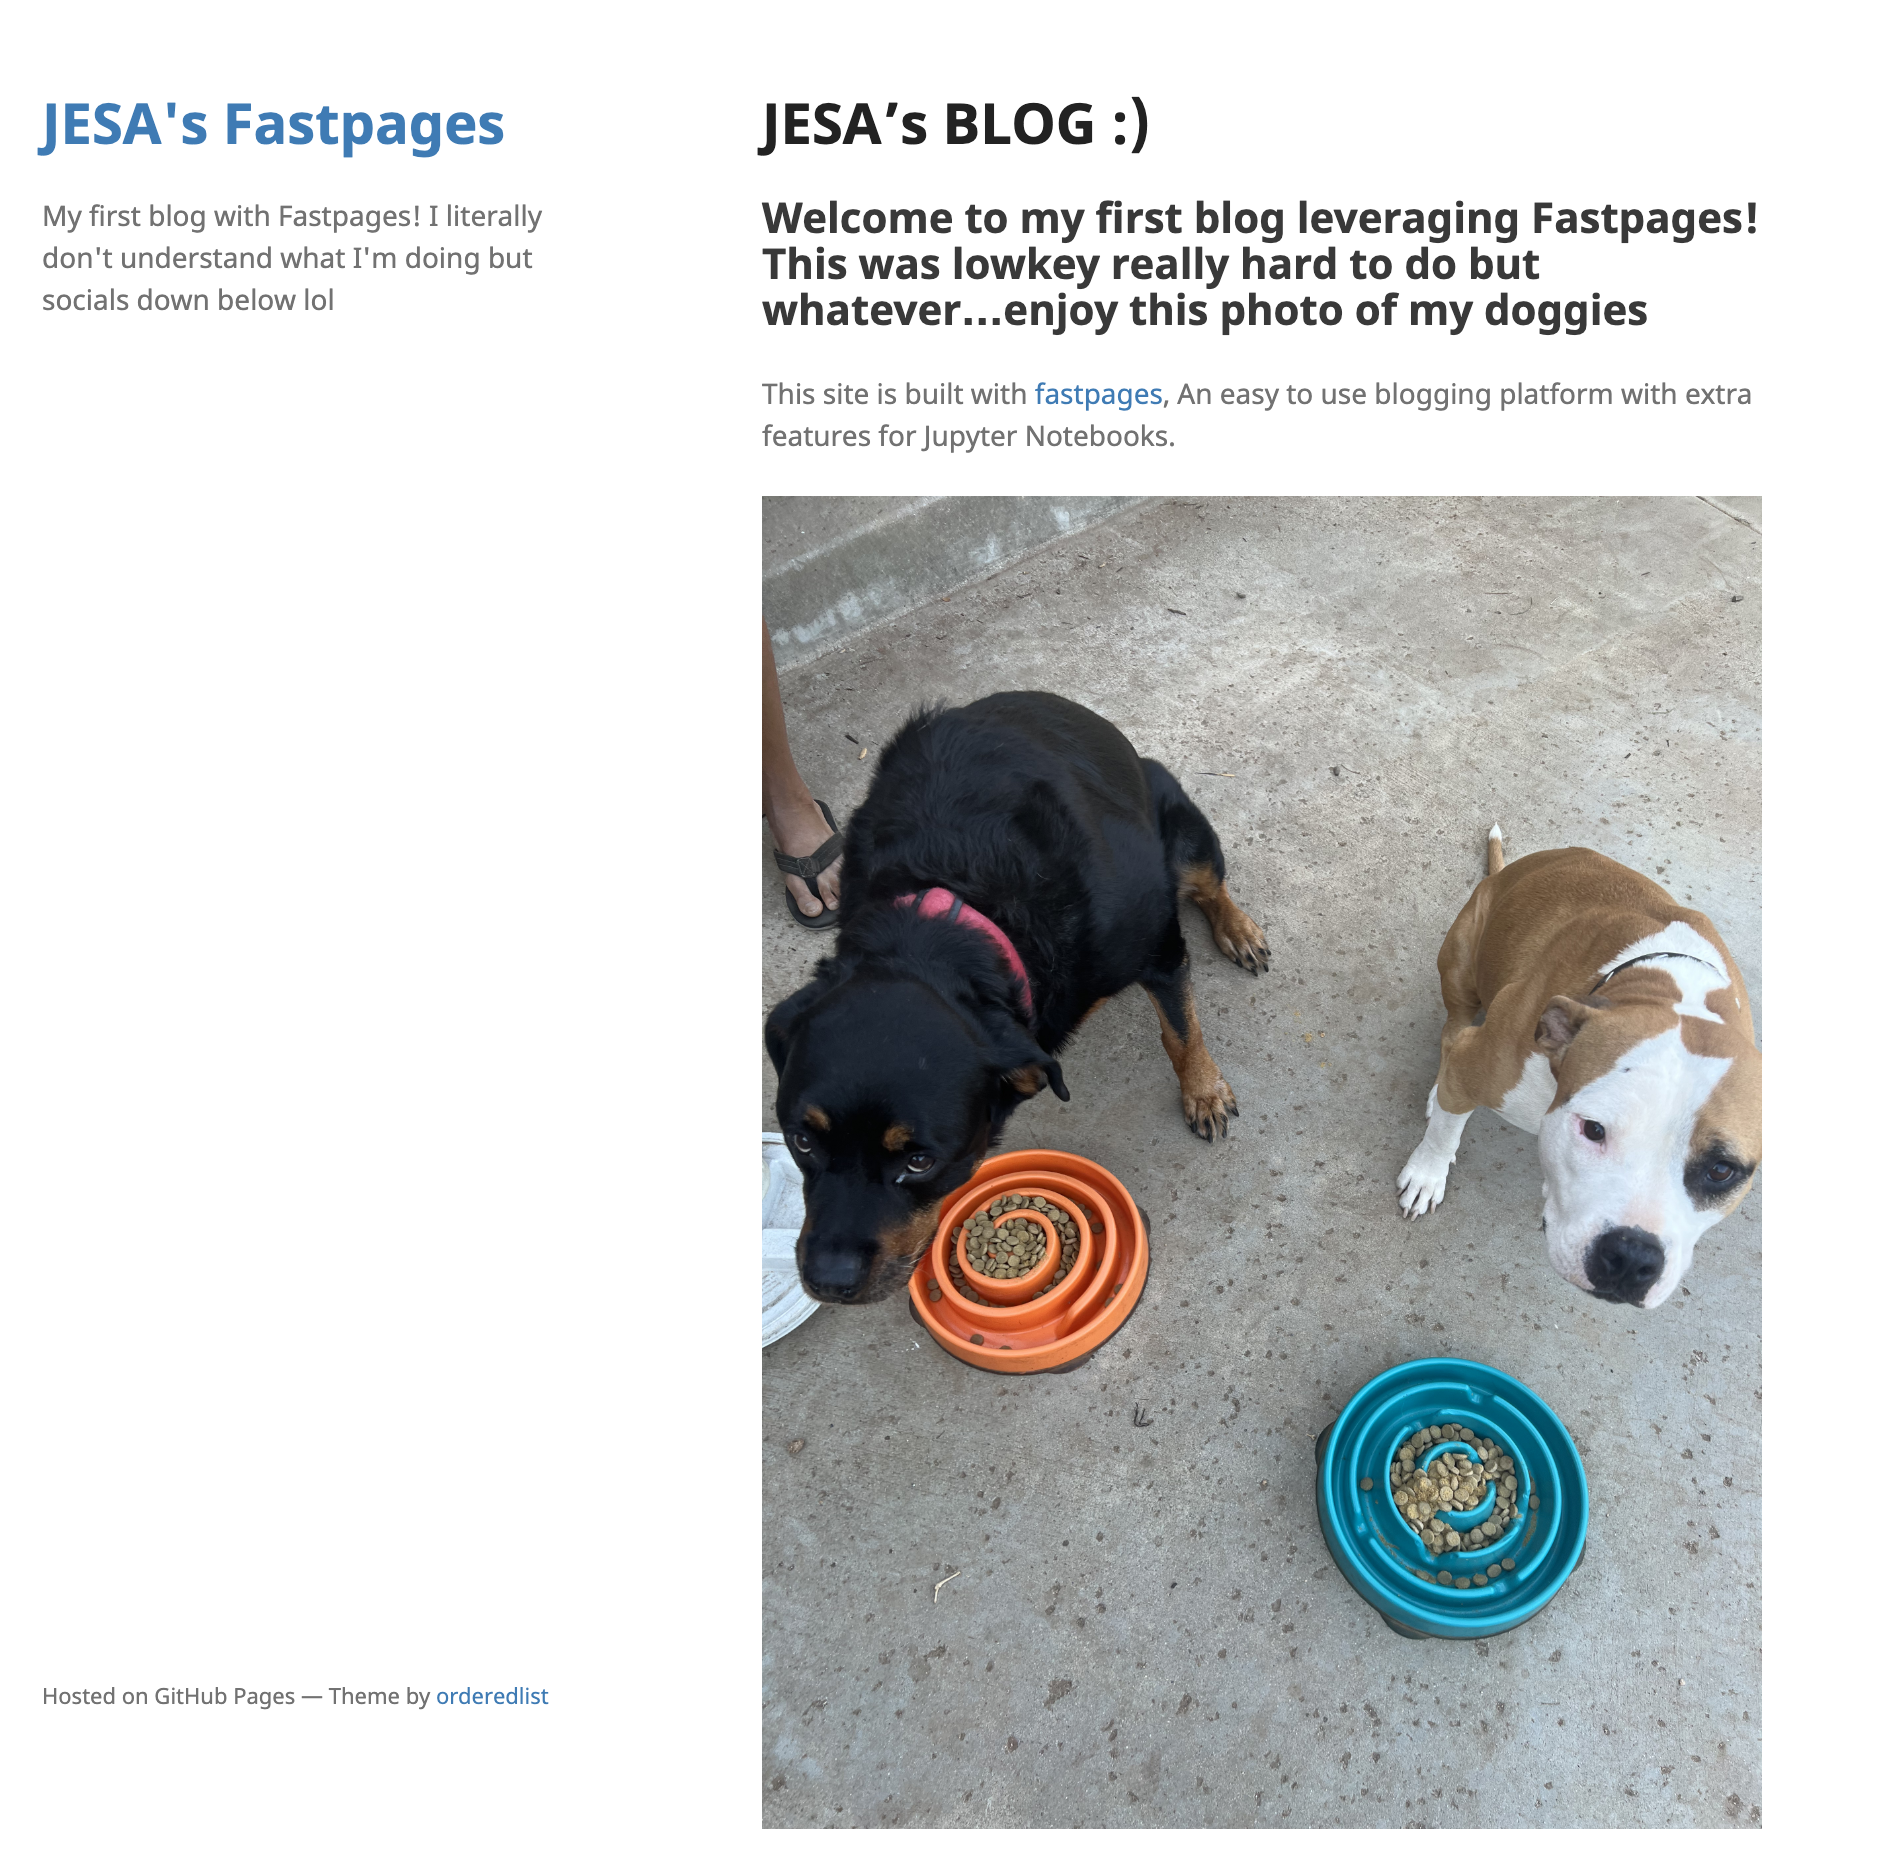 JESA's Fastpages
My first blog with Fastpages! I literally
don't understand what I'm doing but
socials down below lol
Hosted on GitHub Pages — Theme by orderedlist
JESA’s BLOG :)
Welcome to my first blog leveraging Fastpages!
This was lowkey really hard to do but
whatever…enjoy this photo of my doggies
This site is built with fastpages, An easy to use blogging platform with extra
features for Jupyter Notebooks.